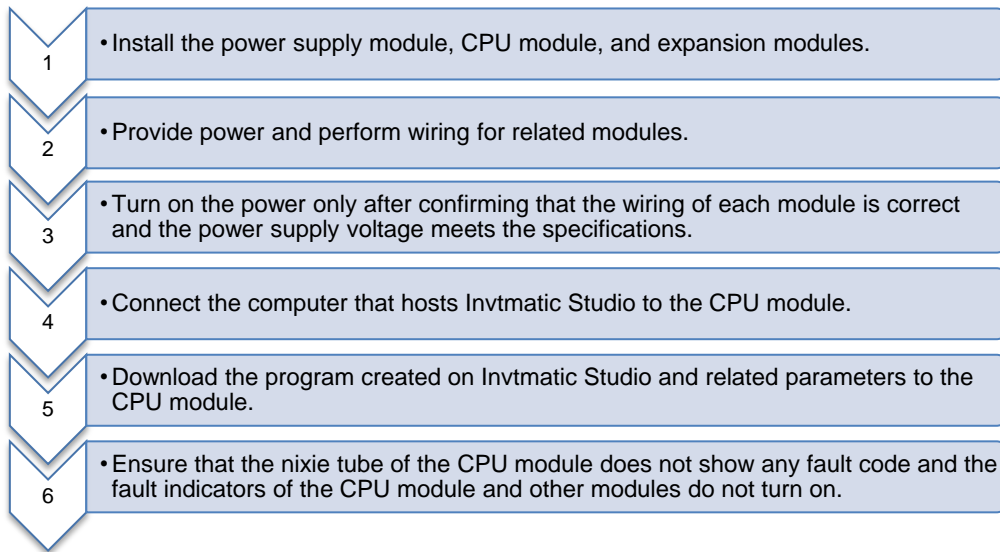 1
• Install the power supply module, CPU module, and expansion modules.
2
• Provide power and perform wiring for related modules.
3
• Turn on the power only after confirming that the wiring of each module is correct
and the power supply voltage meets the specifications.
4
• Connect the computer that hosts Invtmatic Studio to the CPU module.
5
• Download the program created on Invtmatic Studio and related parameters to the
CPU module.
6
• Ensure that the nixie tube of the CPU module does not show any fault code and the
fault indicators of the CPU module and other modules do not turn on.